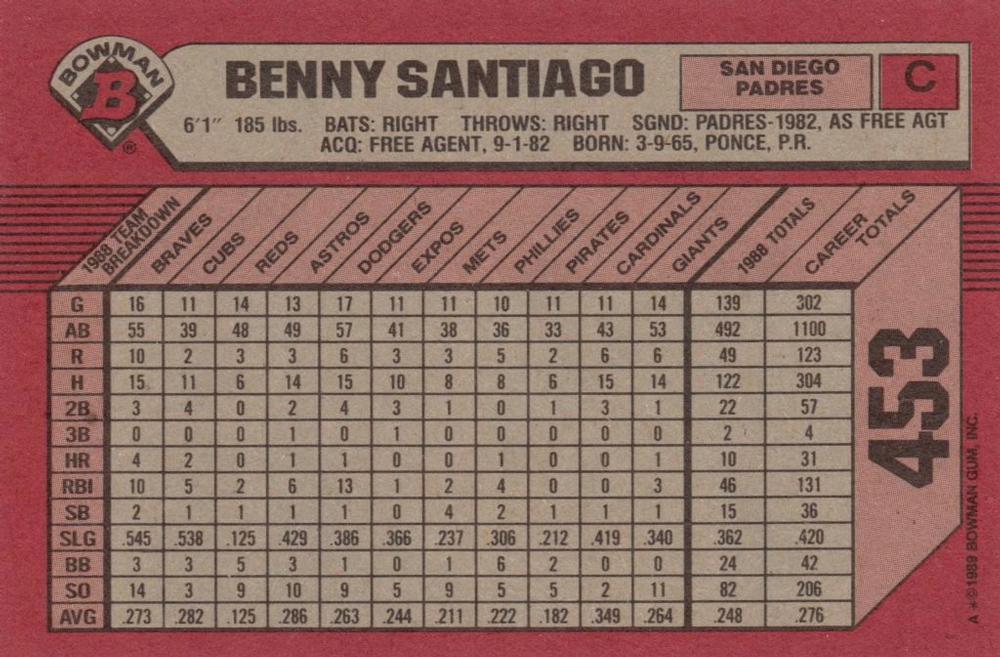 BOWMAN
B
®
BENNY SANTIAGO
SAN DIEGO
PADRES
C
6'1" 185 lbs. BATS: RIGHT THROWS: RIGHT SGND: PADRES-1982, AS FREE AGT
ACQ: FREE AGENT, 9-1-82 BORN: 3-9-65, PONCE, P.R.
1988 TEAM BREAKDOWN BRAVES CUBS REDS ASTROS DODGERS EXPOS METS PHILLIES PIRATES CARDINALS GIANTS 1988 TOTALS CAREER TOTALS
G 16 11 14 13 17 11 11 10 11 11 14 139 302
AB 55 39 48 49 57 41 38 36 33 43 53 492 1100
R 10 2 3 3 6 3 3 5 2 6 6 49 123
H 15 11 6 14 15 10 8 8 6 15 14 122 304
2B 3 4 0 2 4 3 1 0 1 3 1 22 57
3B 0 0 0 1 0 1 0 0 0 0 0 2 4
HR 4 2 0 1 1 0 0 1 0 0 1 10 31
RBI 10 5 2 6 13 1 2 4 0 0 3 46 131
SB 2 1 1 1 1 0 4 2 1 1 1 15 36
SLG .545 .538 .125 .429 .386 .366 .237 .306 .212 .419 .340 .362 .420
BB 3 3 5 3 1 0 1 6 2 0 0 24 42
SO 14 3 9 10 9 5 9 5 5 2 11 82 206
AVG .273 .282 .125 .286 .263 .244 .211 .222 .182 .349 .264 .248 .276
453
A *©1989 BOWMAN GUM, INC.